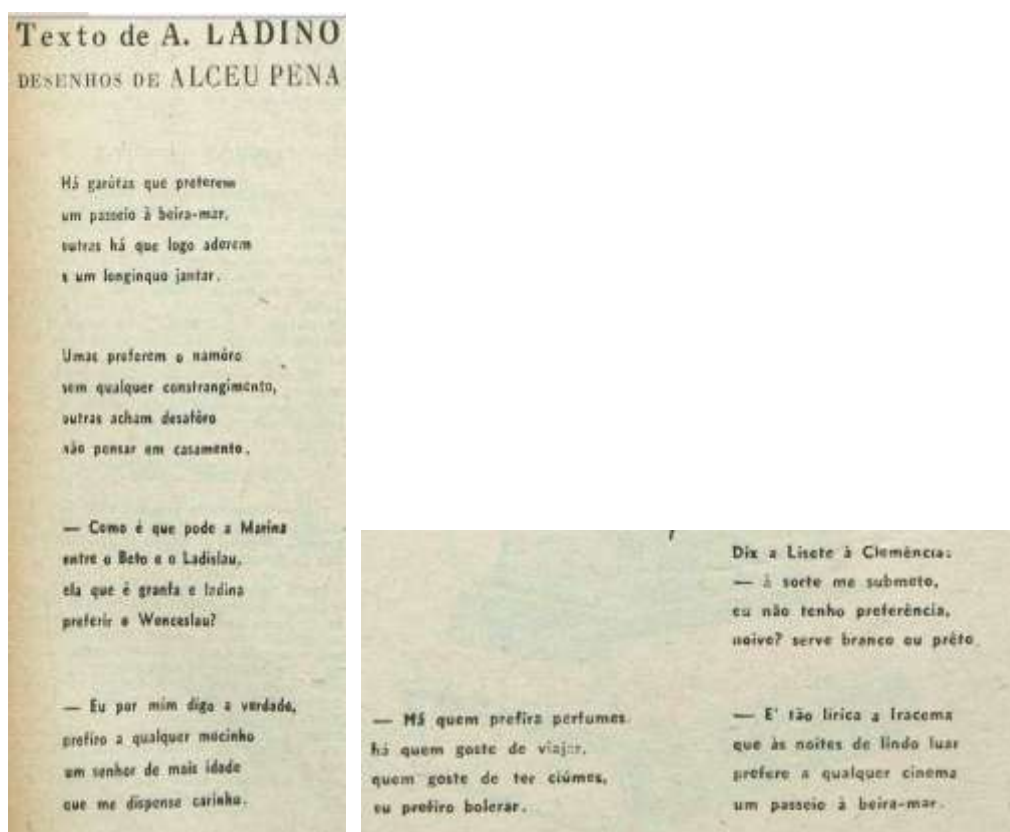 Texto de A. LADINO
DESENHOS DE ALCEU PENA
Há garôtas que preferem
um passeio à beira-mar,
outras há que logo aderem
a um longinquo jantar.
Umas preferem o namôro
sem qualquer constrangimento,
outras acham desafôro
não pensar em casamento.
— Como é que pode a Marina
entre o Beto e o Ladislau,
ela que é granfa e ladina
preferir o Wenceslau?
— Eu por mim digo a verdade,
prefiro a qualquer mocinho
um senhor de mais idade
que me dispense carinho.
— Há quem prefira perfumes
há quem goste de viajar,
quem goste de ter ciúmes,
eu prefiro bolerar.
Diz a Lisete à Clemência:
— à sorte me submeto,
eu não tenho preferência,
noivo? serve branco ou prêto.
— E' tão lírica a Iracema
que às noites de lindo luar
prefere a qualquer cinema
um passeio à beira-mar.